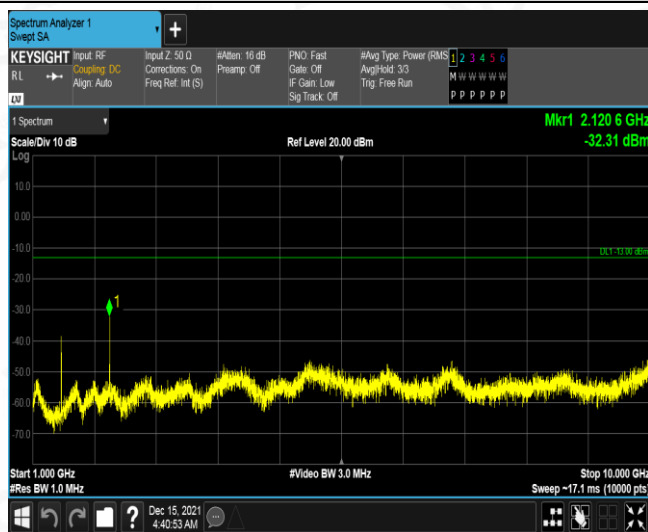 Spectrum Analyzer 1
Swept SA
+
KEYSIGHT
RL
Input: RF
Coupling: DC
Align: Auto
Input Z: 50 Ω
Corrections: On
Freq Ref: Int (S)
#Atten: 16 dB
Preamp: Off
PNO: Fast
Gate: Off
IF Gain: Low
Sig Track: Off
#Avg Type: Power (RMS
Avg|Hold: 3/3
Trig: Free Run
1 2 3 4 5 6
M W W W W W
P P P P P P
1 Spectrum
Mkr1 2.120 6 GHz
Scale/Div 10 dB
Ref Level 20.00 dBm
-32.31 dBm
Log
10.0
0.00
-10.0
DL1 -13.00 dBm
-20.0
-30.0
1
-40.0
-50.0
-60.0
-70.0
Start 1.000 GHz
#Video BW 3.0 MHz
Stop 10.000 GHz
#Res BW 1.0 MHz
Sweep ~17.1 ms (10000 pts)
?
Dec 15, 2021
4:40:53 AM